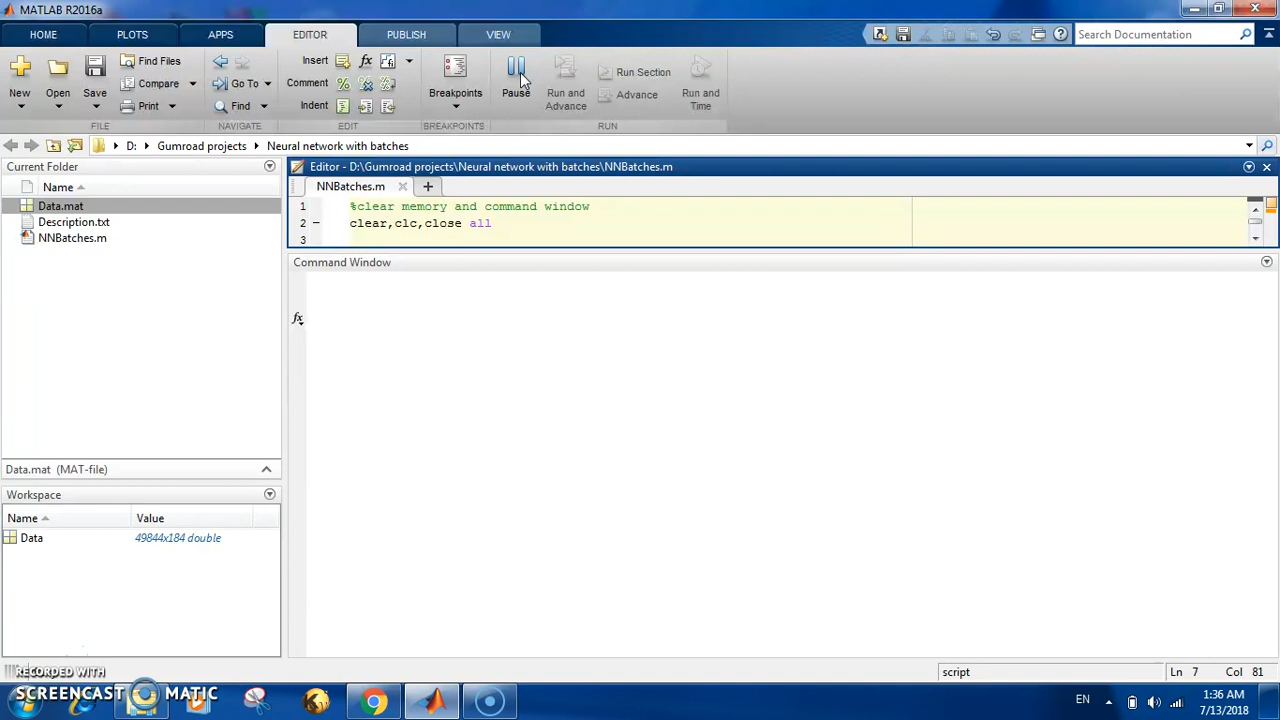 MATLAB R2016a
HOME
PLOTS
APPS
EDITOR
PUBLISH
VIEW
Search Documentation
New
Open
Save
Find Files
Compare
Print
Go To
Find
Insert
Comment
Indent
fx
Breakpoints
Pause
Run and Advance
Run Section
Advance
Run and Time
FILE
NAVIGATE
EDIT
BREAKPOINTS
RUN
D:
Gumroad projects
Neural network with batches
Current Folder
Name
Data.mat
Description.txt
NNBatches.m
Data.mat (MAT-file)
Workspace
Name
Value
Data
49844x184 double
Editor - D:\Gumroad projects\Neural network with batches\NNBatches.m
NNBatches.m
1 %clear memory and command window
2 clear,clc,close all
3
Command Window
fx
script
Ln 7
Col 81
RECORDED WITH
SCREENCAST MATIC
EN
1:36 AM
7/13/2018